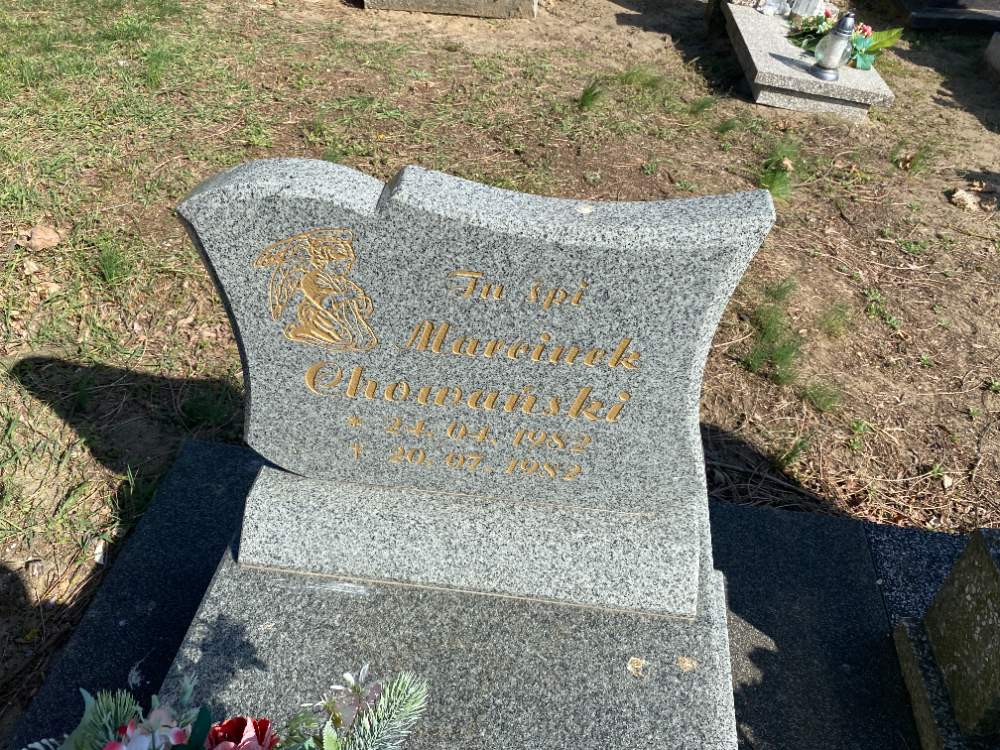 Tu śpi
Marcinek
Chowański
* 24. 04. 1982
† 20. 07. 1982